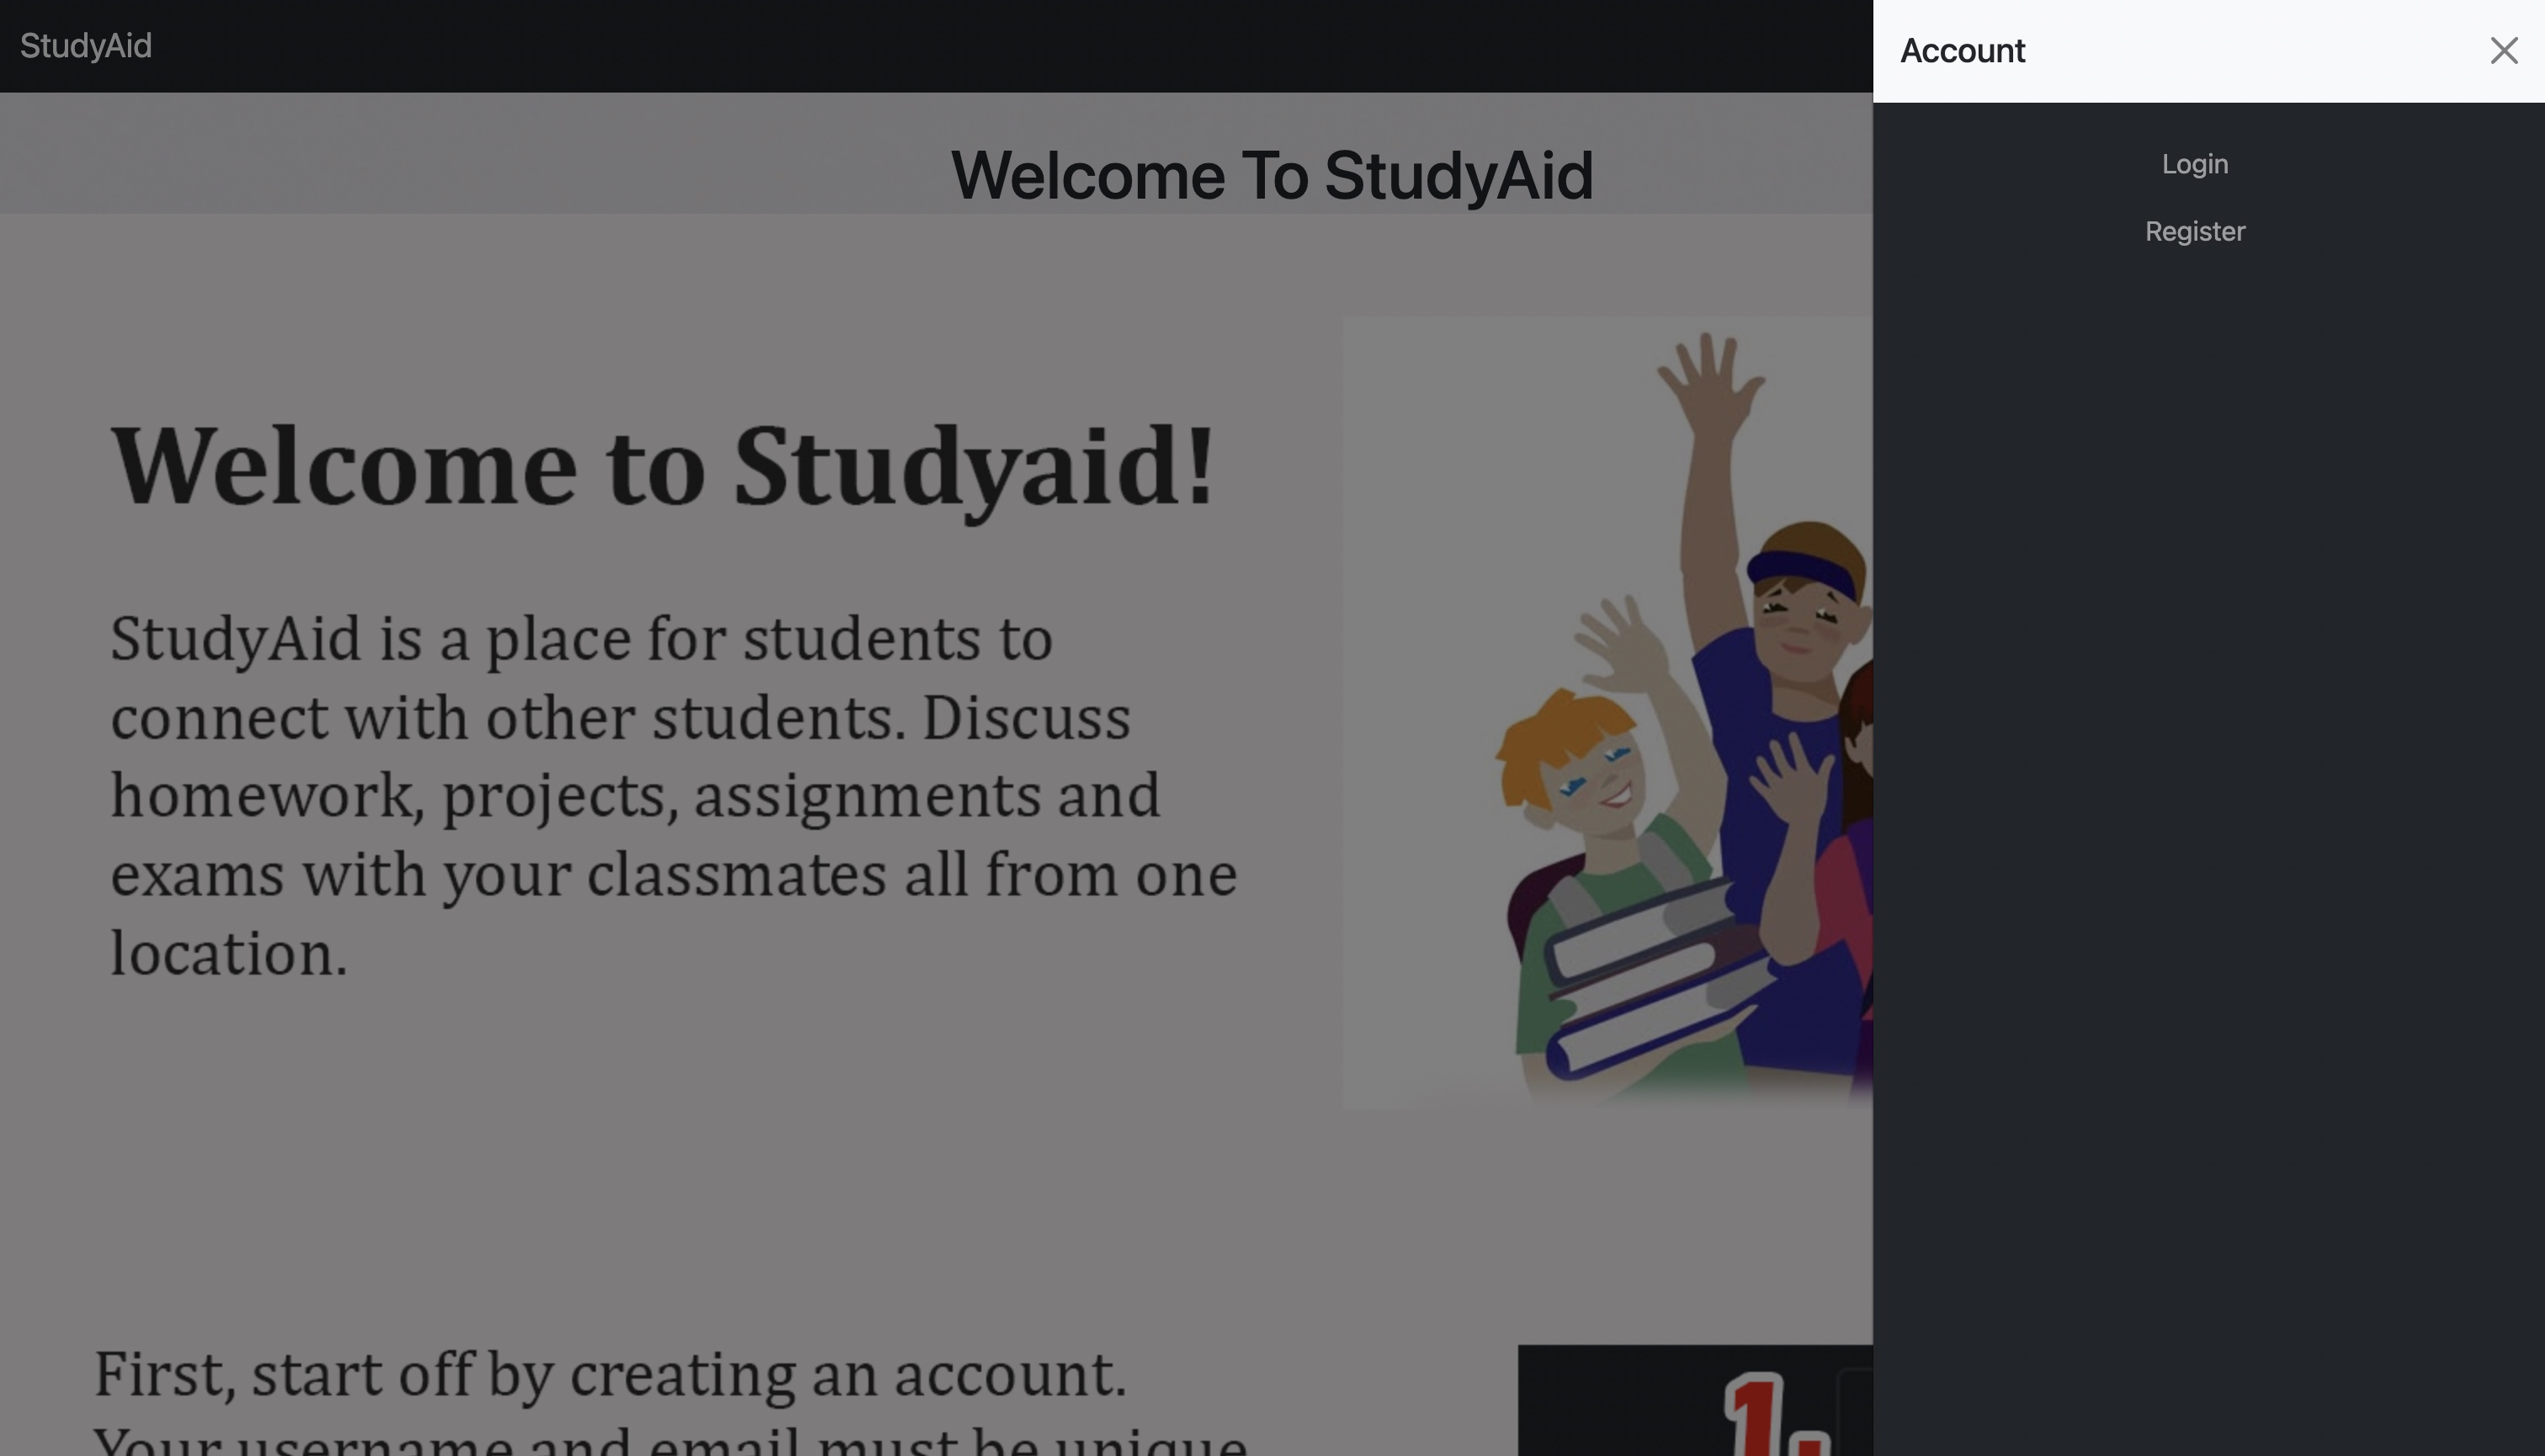 StudyAid
Account
Login
Register
Welcome To StudyAid
Welcome to Studyaid!
StudyAid is a place for students to
connect with other students. Discuss
homework, projects, assignments and
exams with your classmates all from one
location.
First, start off by creating an account.
Your username and email must be unique
1.